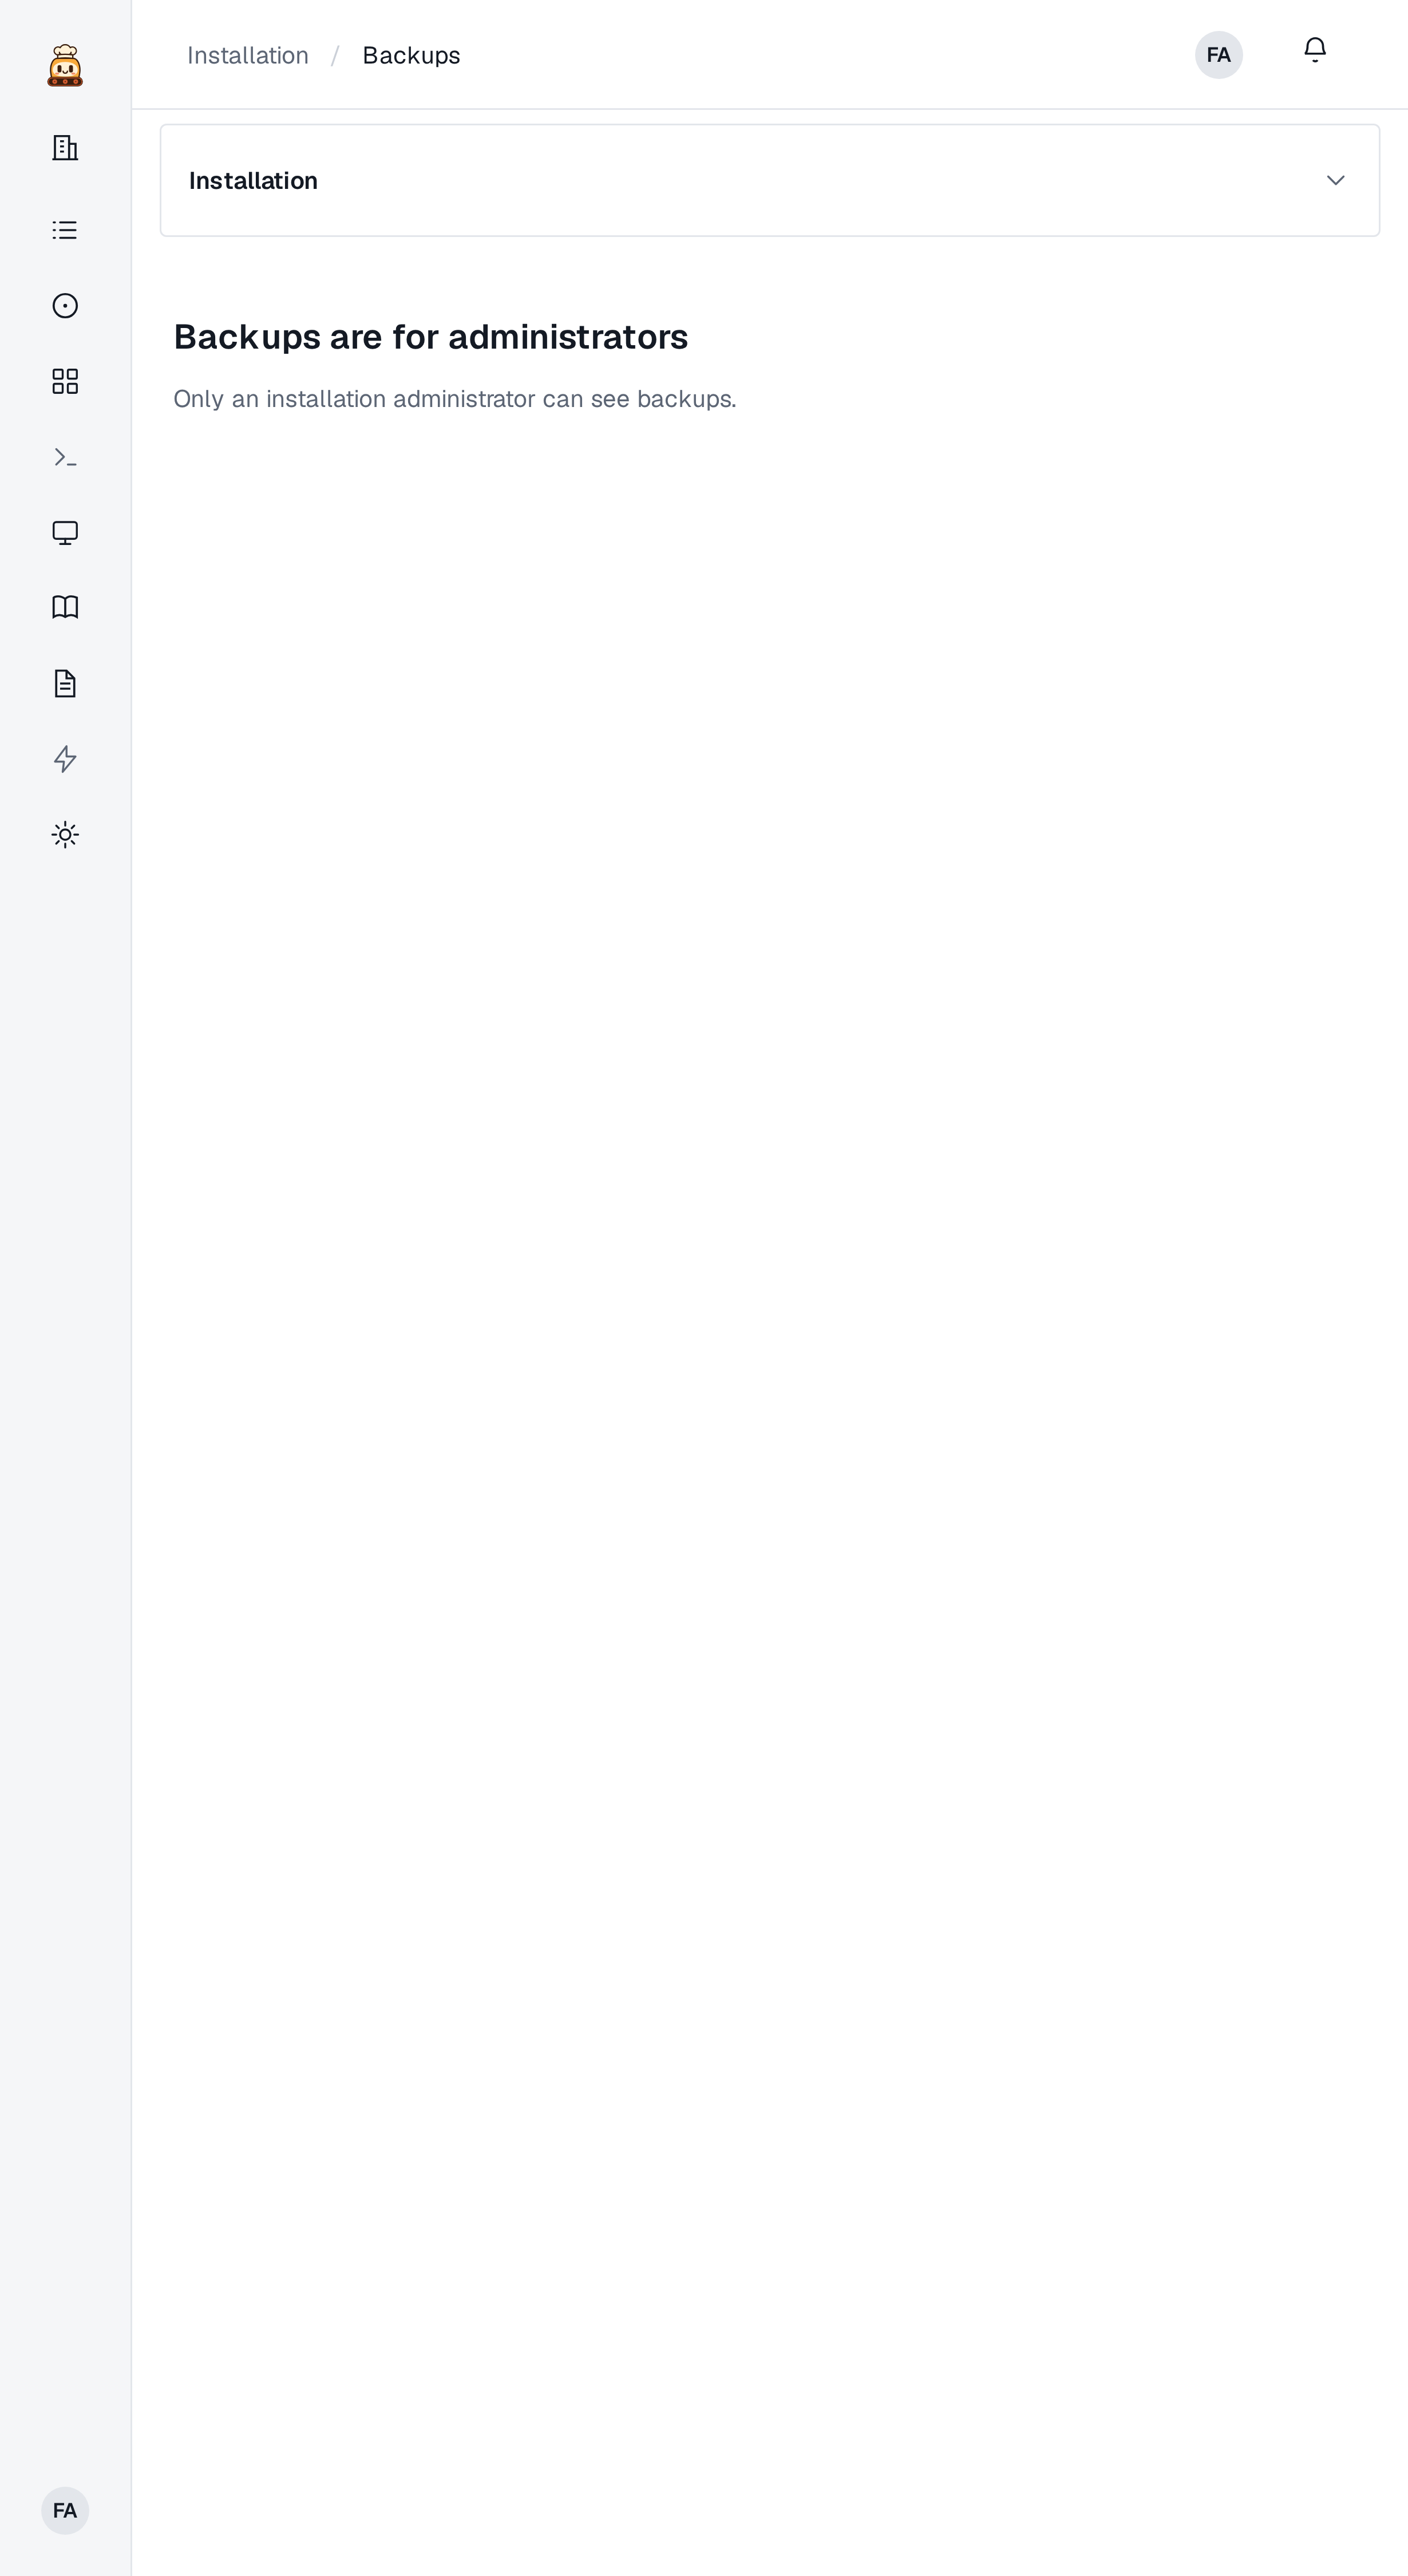 Installation / Backups
FA
Installation
Backups are for administrators
Only an installation administrator can see backups.
FA